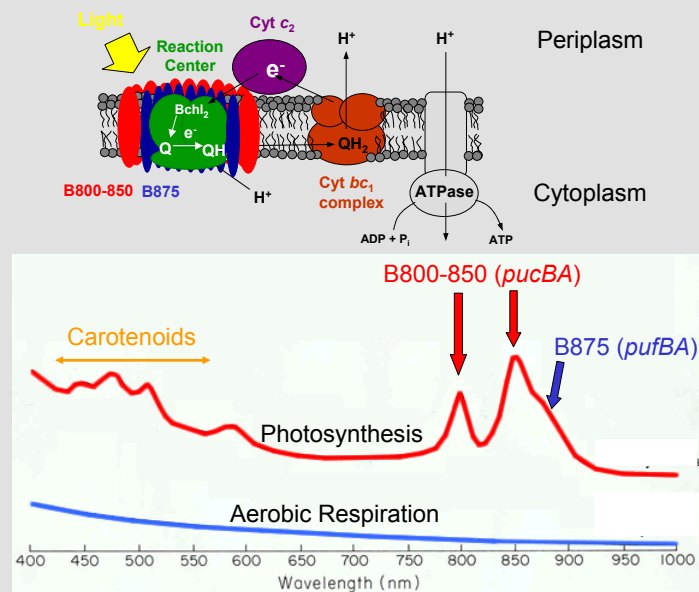 Light
Cyt c₂
Reaction
Center
H⁺
H⁺
Periplasm
e⁻
Bchl₂
e⁻
Q
QH
QH₂
B800-850
B875
H⁺
Cyt bc₁
complex
ATPase
Cytoplasm
ADP + Pᵢ
ATP
B800-850 (pucBA)
Carotenoids
B875 (pufBA)
Photosynthesis
Aerobic Respiration
400 450 500 550 600 650 700 750 800 850 900 950 1000
Wavelength (nm)